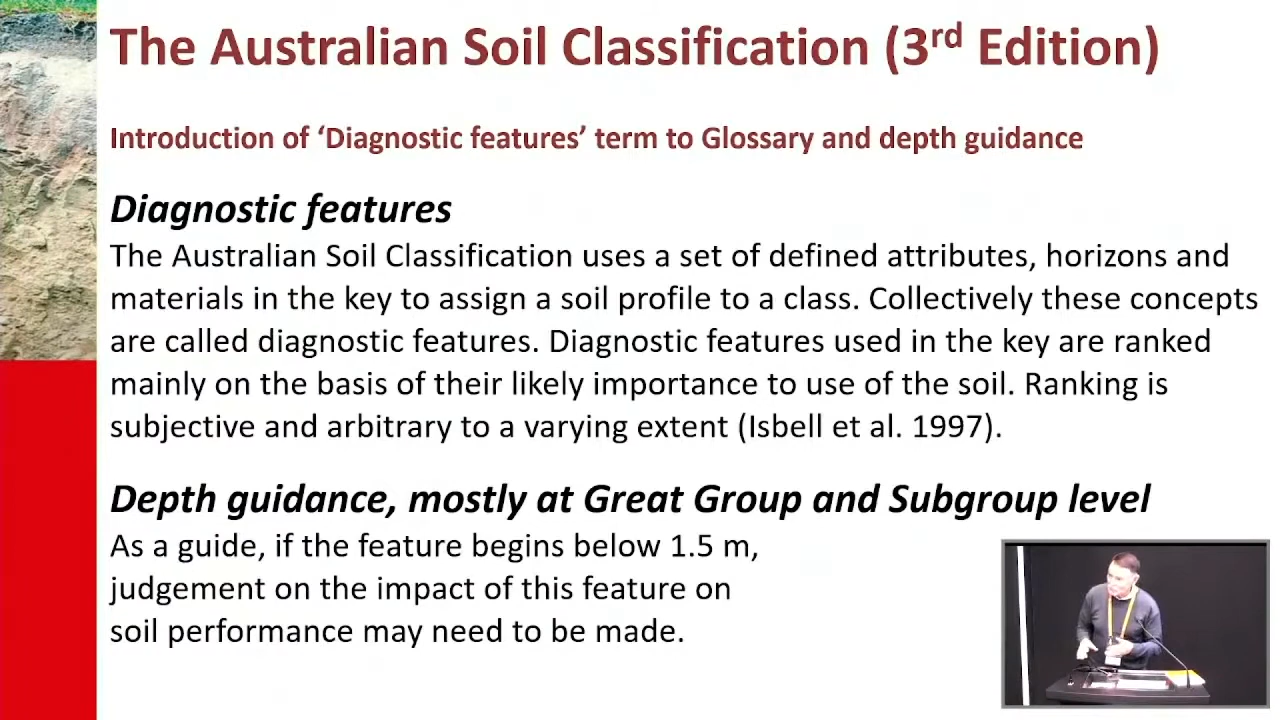 The Australian Soil Classification (3rd Edition)
Introduction of ‘Diagnostic features’ term to Glossary and depth guidance
Diagnostic features
The Australian Soil Classification uses a set of defined attributes, horizons and
materials in the key to assign a soil profile to a class. Collectively these concepts
are called diagnostic features. Diagnostic features used in the key are ranked
mainly on the basis of their likely importance to use of the soil. Ranking is
subjective and arbitrary to a varying extent (Isbell et al. 1997).
Depth guidance, mostly at Great Group and Subgroup level
As a guide, if the feature begins below 1.5 m,
judgement on the impact of this feature on
soil performance may need to be made.